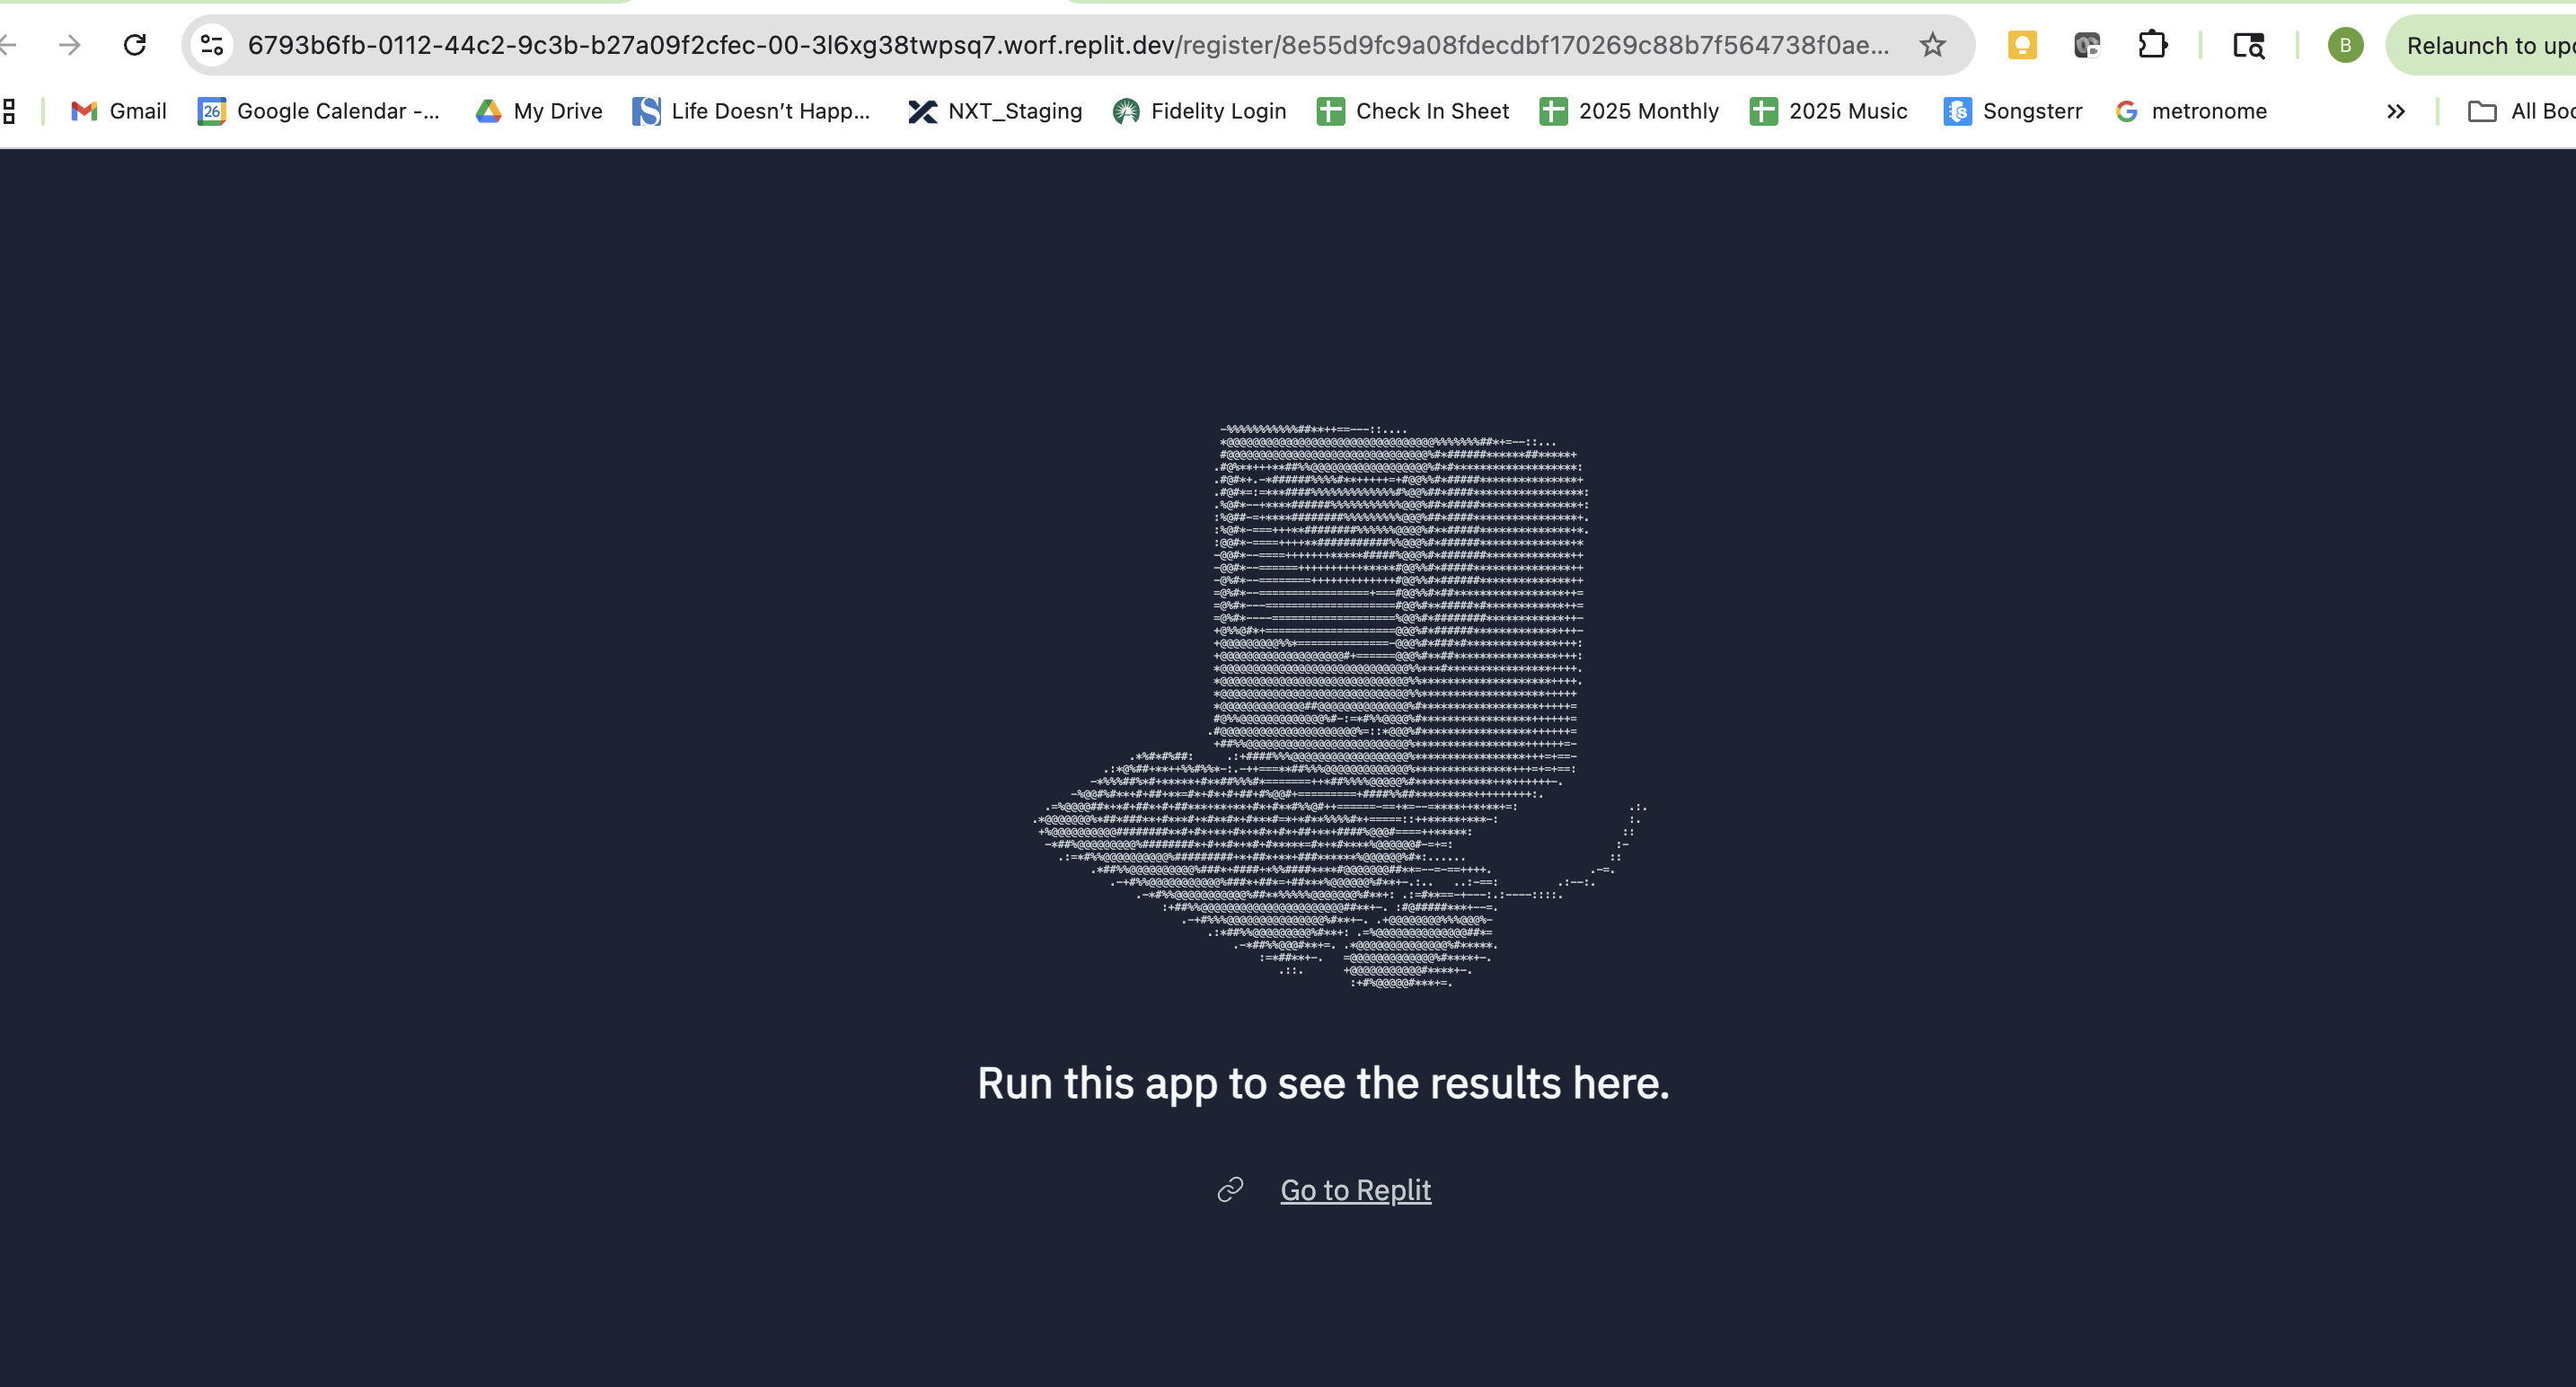 6793b6fb-0112-44c2-9c3b-b27a09f2cfec-00-3l6xg38twpsq7.worf.replit.dev/register/8e55d9fc9a08fdecdbf170269c88b7f564738f0ae...
B
Relaunch to up
Gmail
26
Google Calendar -...
My Drive
Life Doesn’t Happ...
NXT_Staging
Fidelity Login
Check In Sheet
2025 Monthly
2025 Music
Songsterr
metronome
All Boo
Run this app to see the results here.
Go to Replit